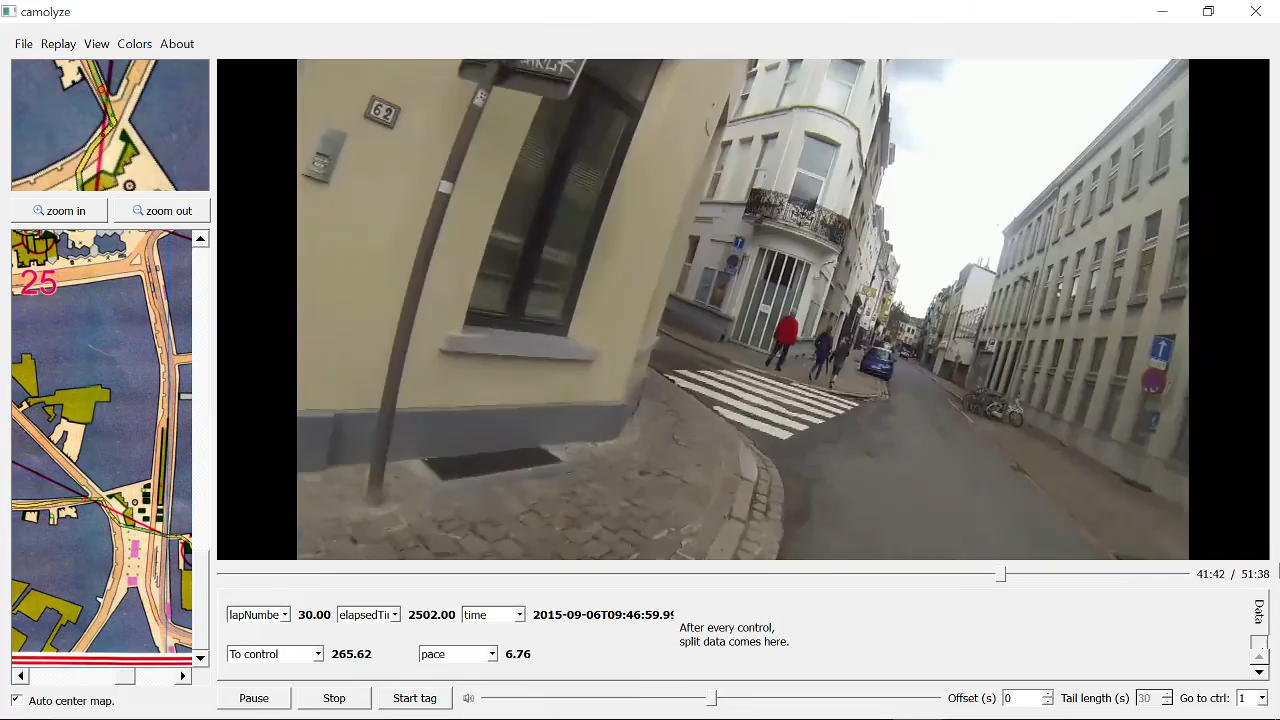 camolyze
File Replay View Colors About
62
zoom in
zoom out
25
41:42 / 51:38
Data
lapNumbe 30.00 elapsedTii 2502.00 time 2015-09-06T09:46:59.99
After every control,
split data comes here.
To control 265.62 pace 6.76
Pause Stop Start tag Offset (s) 0 Tail length (s) 30 Go to ctrl: 1
Auto center map.